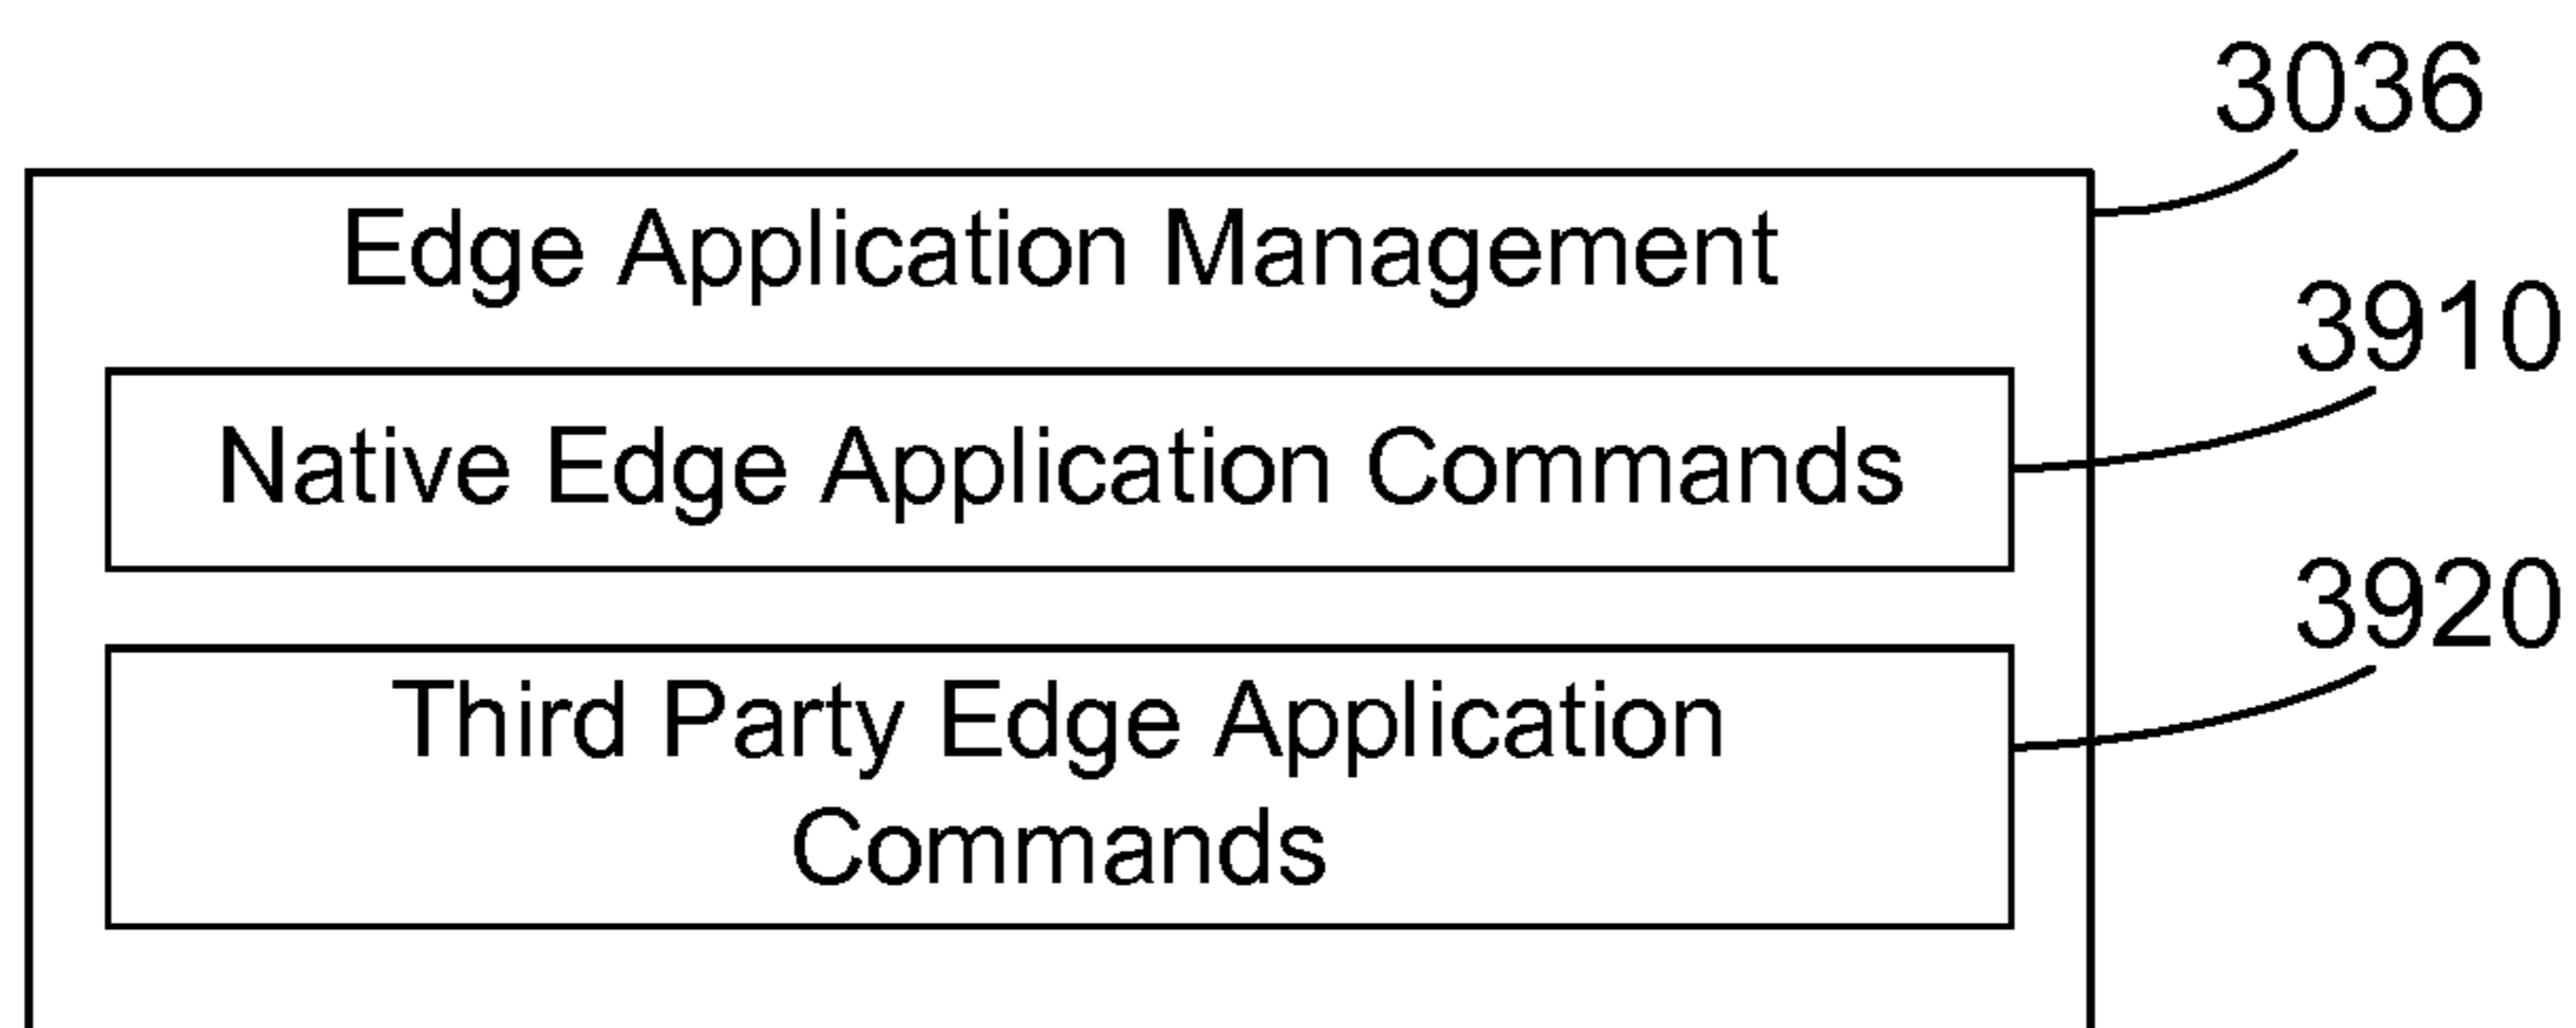 3036
Edge Application Management
3910
Native Edge Application Commands
3920
Third Party Edge Application
Commands